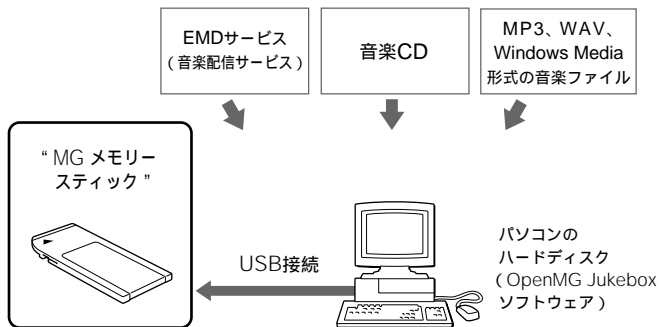 EMDサービス
（音楽配信サービス）
音楽CD
MP3、WAV、
Windows Media
形式の音楽ファイル
“ MG メモリー
スティック ”
USB接続
パソコンの
ハードディスク
（OpenMG Jukebox
ソフトウェア）